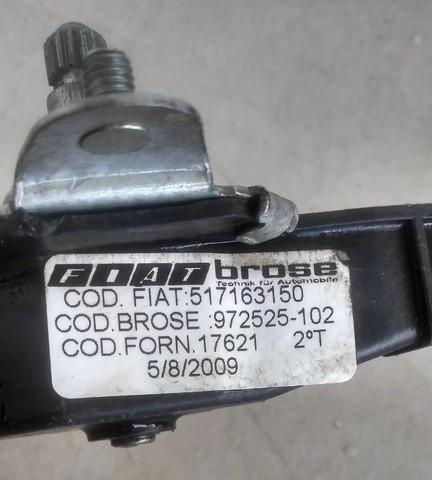 FIAT brose
Technik für Automobile
COD. FIAT:517163150
COD.BROSE :972525-102
COD.FORN.17621 2°T
5/8/2009